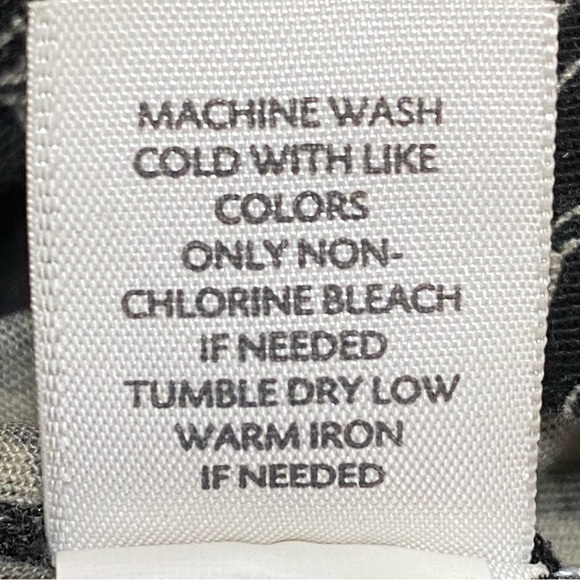 MACHINE WASH
COLD WITH LIKE
COLORS
ONLY NON-
CHLORINE BLEACH
IF NEEDED
TUMBLE DRY LOW
WARM IRON
IF NEEDED